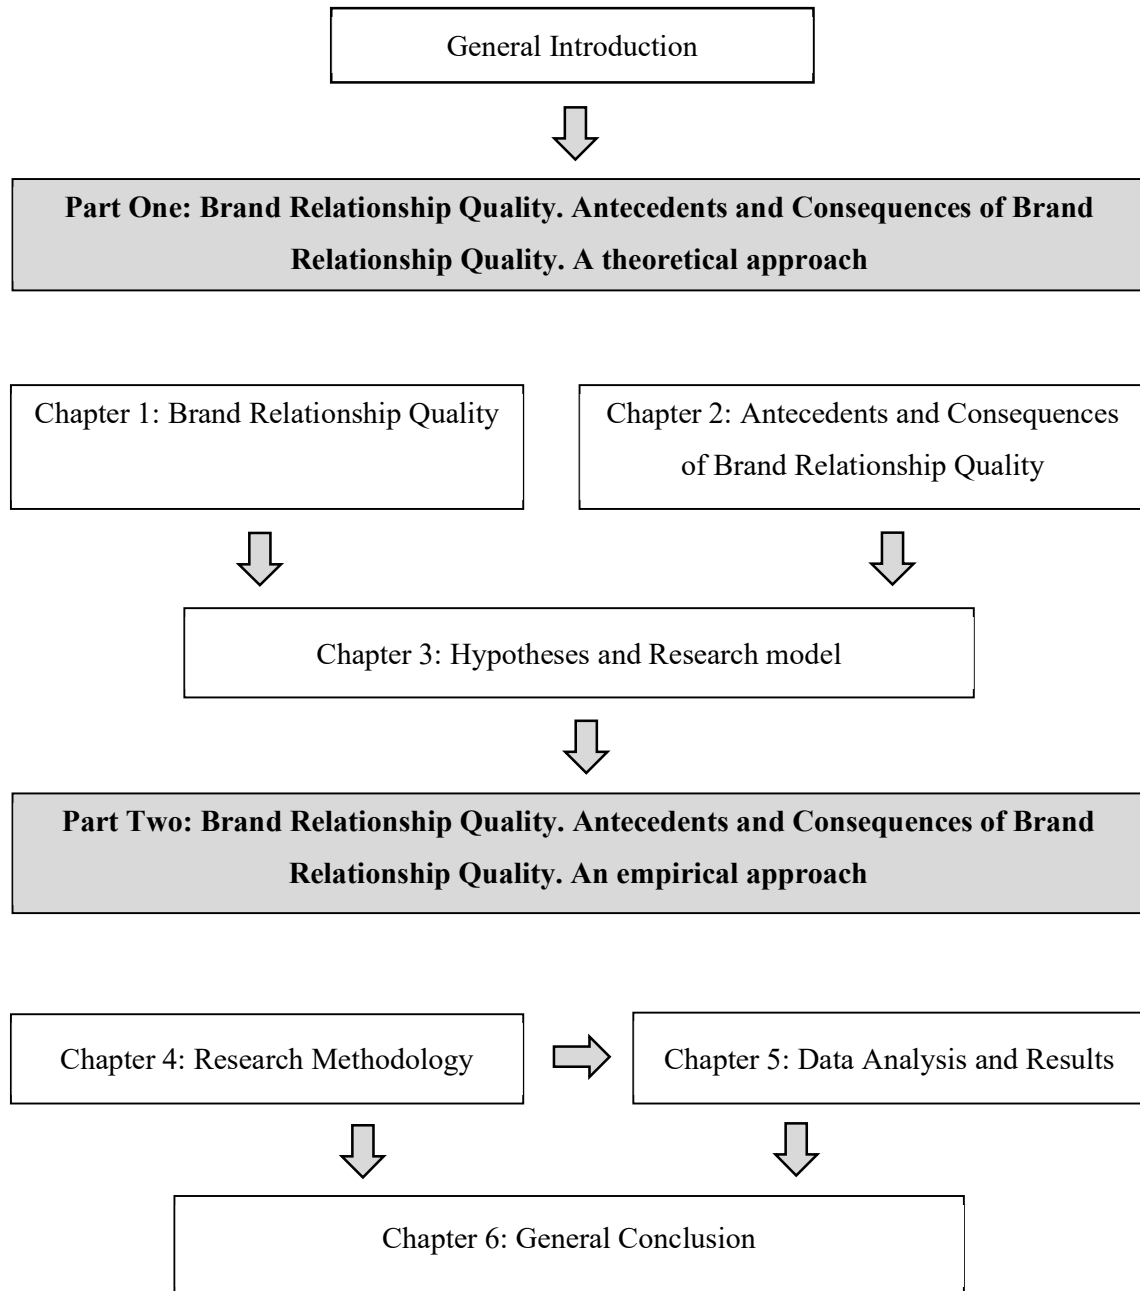 General Introduction
Part One: Brand Relationship Quality. Antecedents and Consequences of Brand
Relationship Quality. A theoretical approach
Chapter 1: Brand Relationship Quality
Chapter 2: Antecedents and Consequences
of Brand Relationship Quality
Chapter 3: Hypotheses and Research model
Part Two: Brand Relationship Quality. Antecedents and Consequences of Brand
Relationship Quality. An empirical approach
Chapter 4: Research Methodology
Chapter 5: Data Analysis and Results
Chapter 6: General Conclusion